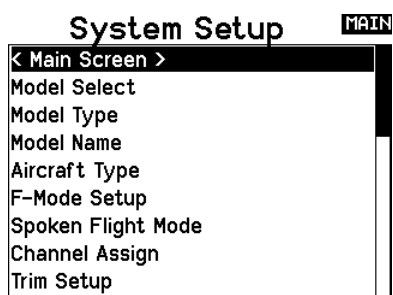 System Setup
MAIN
< Main Screen >
Model Select
Model Type
Model Name
Aircraft Type
F-Mode Setup
Spoken Flight Mode
Channel Assign
Trim Setup